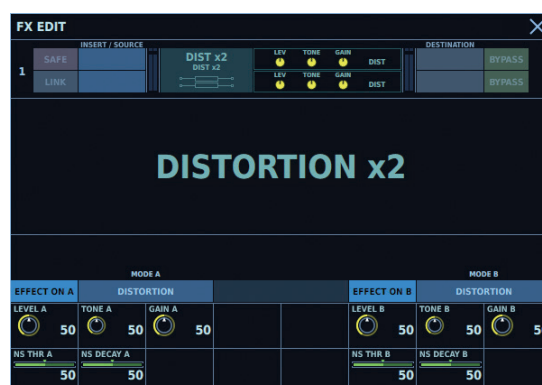 FX EDIT
INSERT / SOURCE
DESTINATION
1
SAFE
LINK
DIST x2
DIST x2
LEV TONE GAIN
DIST
LEV TONE GAIN
DIST
BYPASS
BYPASS
DISTORTION x2
MODE A
MODE B
EFFECT ON A
DISTORTION
EFFECT ON B
DISTORTION
LEVEL A
50
TONE A
50
GAIN A
50
LEVEL B
50
TONE B
50
GAIN B
NS THR A
50
NS DECAY A
50
NS THR B
50
NS DECAY B
50